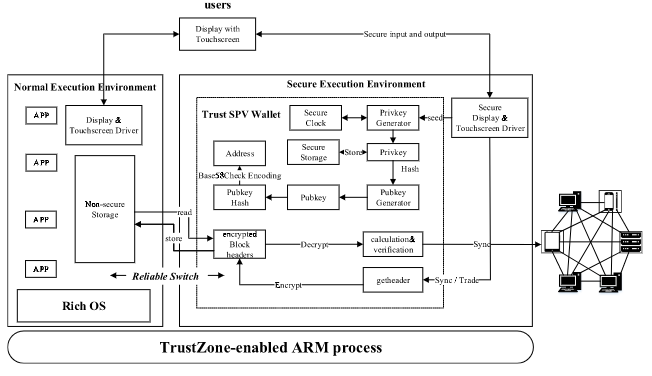 users
Display with
Touchscreen
Secure input and output
Normal Execution Environment
APP
Display &
Touchscreen Driver
APP
Non-secure
Storage
APP
APP
Rich OS
read
store
Reliable Switch
Secure Execution Environment
Trust SPV Wallet
Secure
Clock
Privkey
Generator
seed
Secure
Display &
Touchscreen Driver
Address
Secure
Storage
Store
Privkey
Base58Check Encoding
Hash
Pubkey
Hash
Pubkey
Pubkey
Generator
encrypted
Block
headers
Decrypt
calculation&
verification
Sync
getheader
Sync / Trade
Encrypt
TrustZone-enabled ARM process